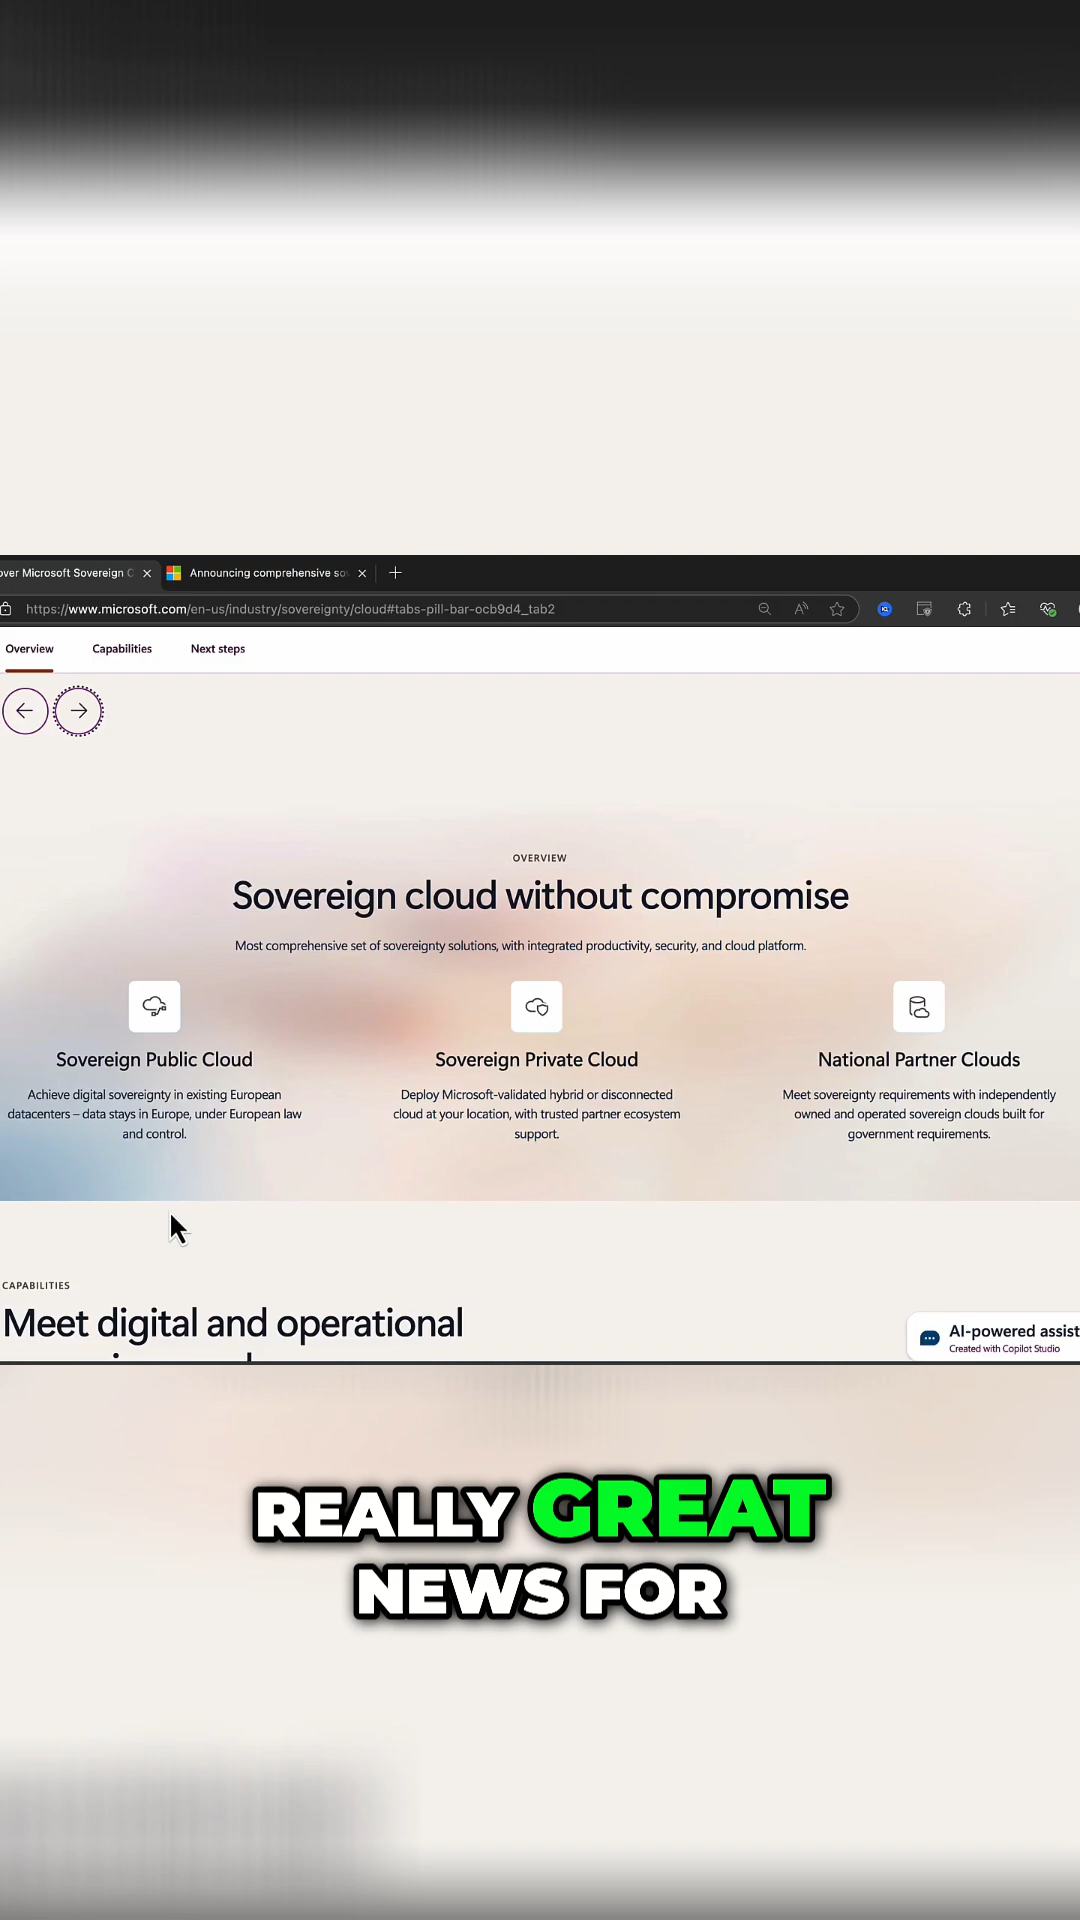 over Microsoft Sovereign C
Announcing comprehensive so
https://www.microsoft.com/en-us/industry/sovereignty/cloud#tabs-pill-bar-ocb9d4_tab2
Overview
Capabilities
Next steps
OVERVIEW
Sovereign cloud without compromise
Most comprehensive set of sovereignty solutions, with integrated productivity, security, and cloud platform.
Sovereign Public Cloud
Achieve digital sovereignty in existing European
datacenters – data stays in Europe, under European law
and control.
Sovereign Private Cloud
Deploy Microsoft-validated hybrid or disconnected
cloud at your location, with trusted partner ecosystem
support.
National Partner Clouds
Meet sovereignty requirements with independently
owned and operated sovereign clouds built for
government requirements.
CAPABILITIES
Meet digital and operational
AI-powered assist
Created with Copilot Studio
REALLY GREAT
NEWS FOR